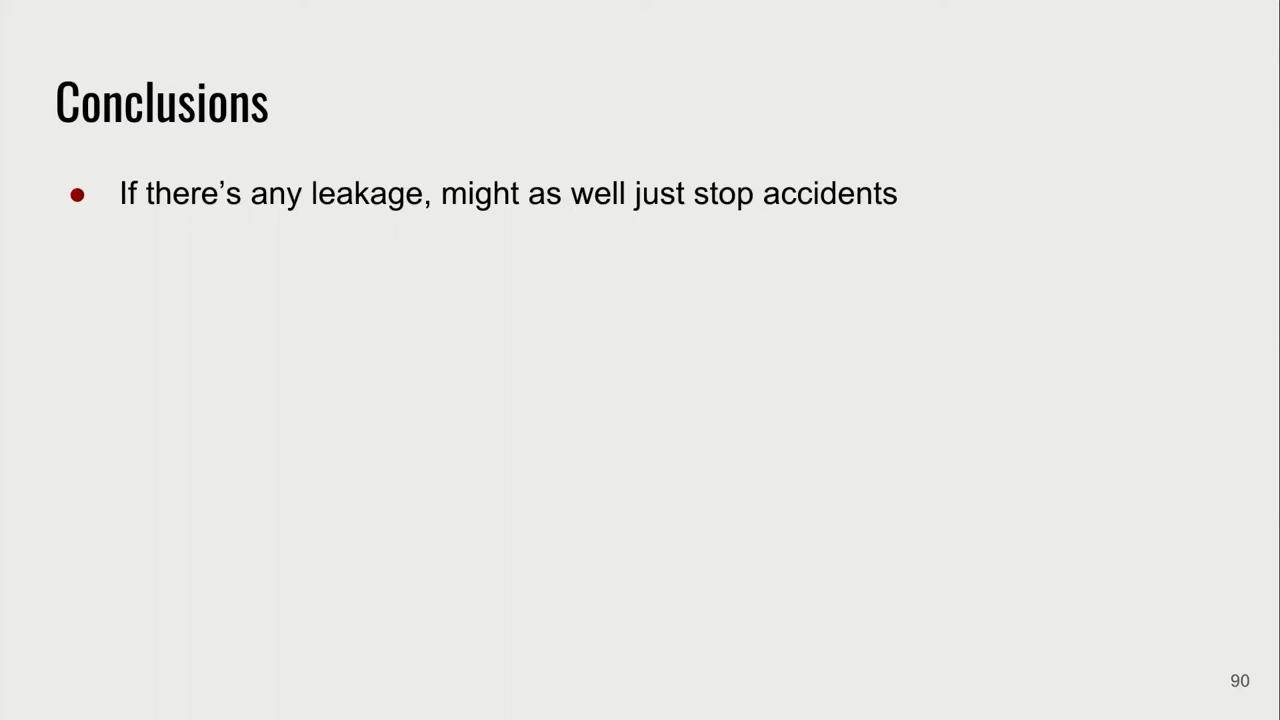 Conclusions
● If there’s any leakage, might as well just stop accidents
90